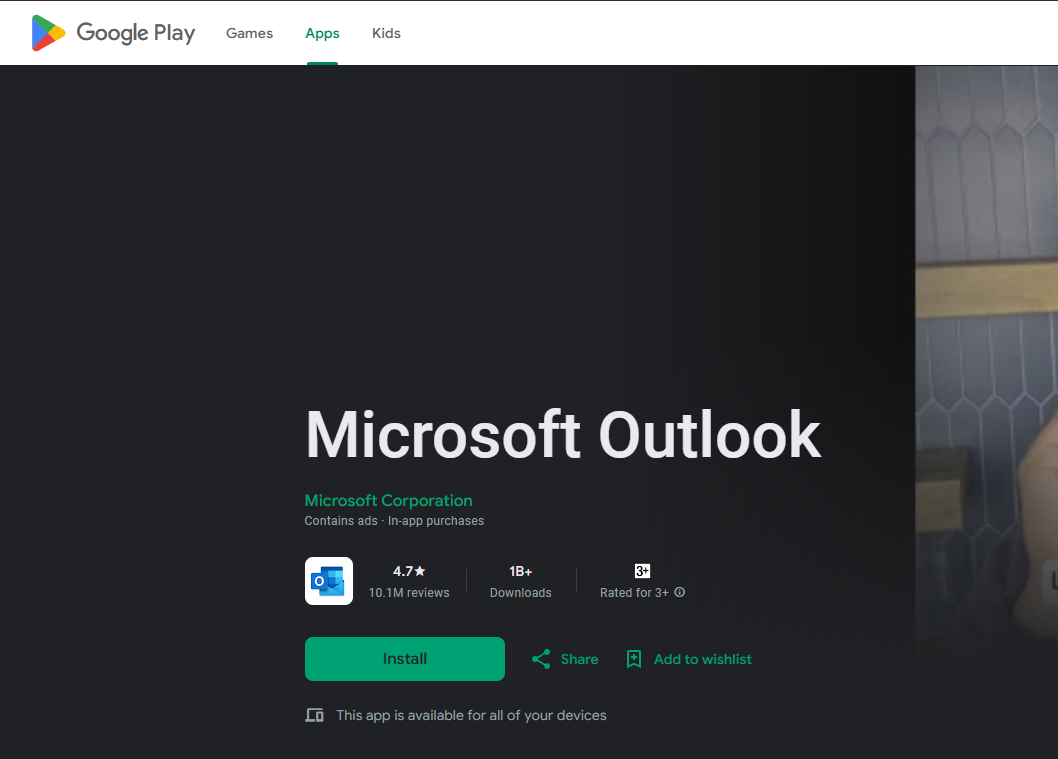 Google Play Games Apps Kids
Microsoft Outlook
Microsoft Corporation
Contains ads · In-app purchases
4.7★ 1B+ 3+
10.1M reviews Downloads Rated for 3+
Install Share Add to wishlist
This app is available for all of your devices